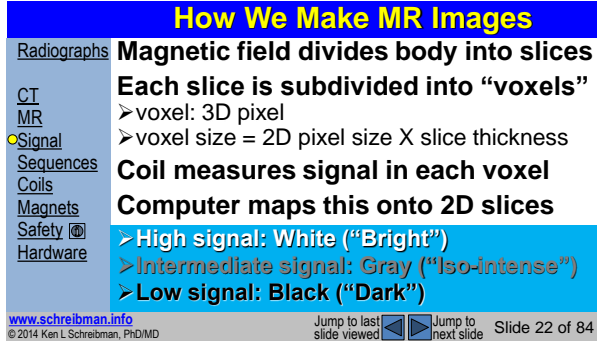 How We Make MR Images
Radiographs
CT
MR
Signal
Sequences
Coils
Magnets
Safety
Hardware
Magnetic field divides body into slices
Each slice is subdivided into “voxels”
➢voxel: 3D pixel
➢voxel size = 2D pixel size X slice thickness
Coil measures signal in each voxel
Computer maps this onto 2D slices
➢High signal: White (“Bright”)
➢Intermediate signal: Gray (“Iso-intense”)
➢Low signal: Black (“Dark”)
www.schreibman.info
© 2014 Ken L Schreibman, PhD/MD
Jump to last
slide viewed
Jump to
next slide
Slide 22 of 84